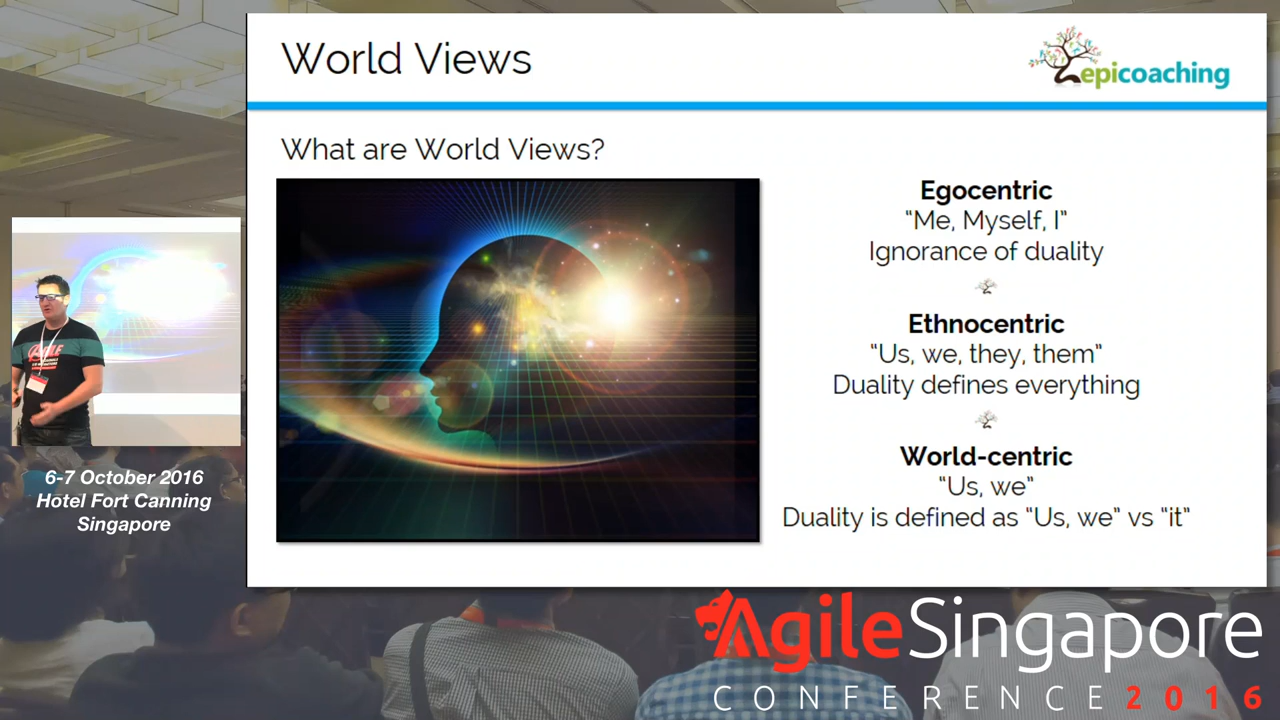 World Views
epicoaching
What are World Views?
Egocentric
“Me, Myself, I”
Ignorance of duality
Ethnocentric
“Us, we, they, them”
Duality defines everything
World-centric
“Us, we”
Duality is defined as “Us, we” vs “it”
6-7 October 2016
Hotel Fort Canning
Singapore
AgileSingapore
CONFERENCE 2016